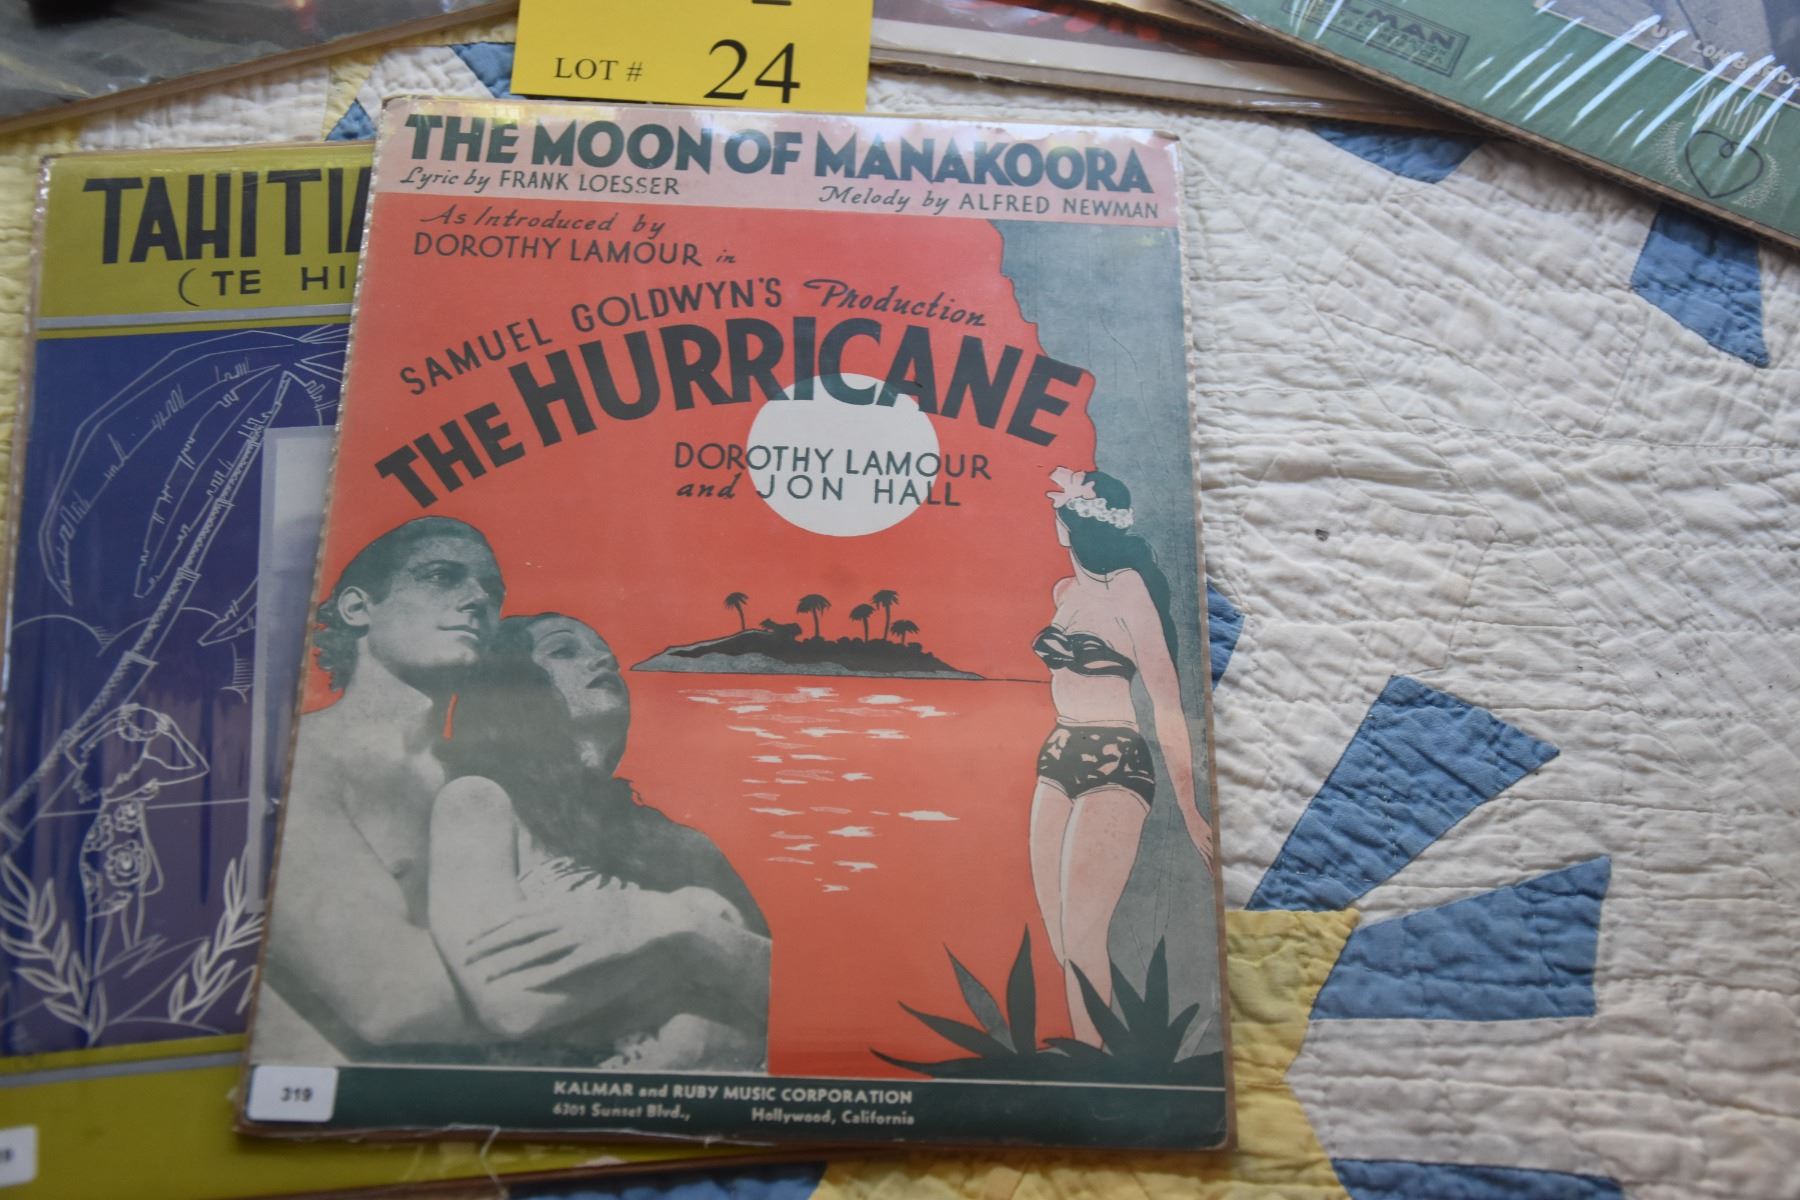 LOT # 24
THE MOON OF MANAKOORA
Lyric by FRANK LOESSER
Melody by ALFRED NEWMAN
As Introduced by
DOROTHY LAMOUR in
SAMUEL GOLDWYN'S Production
THE HURRICANE
DOROTHY LAMOUR
and JON HALL
319
KALMAR and RUBY MUSIC CORPORATION
6301 Sunset Blvd., Hollywood, California
TAHITI
(TE HI